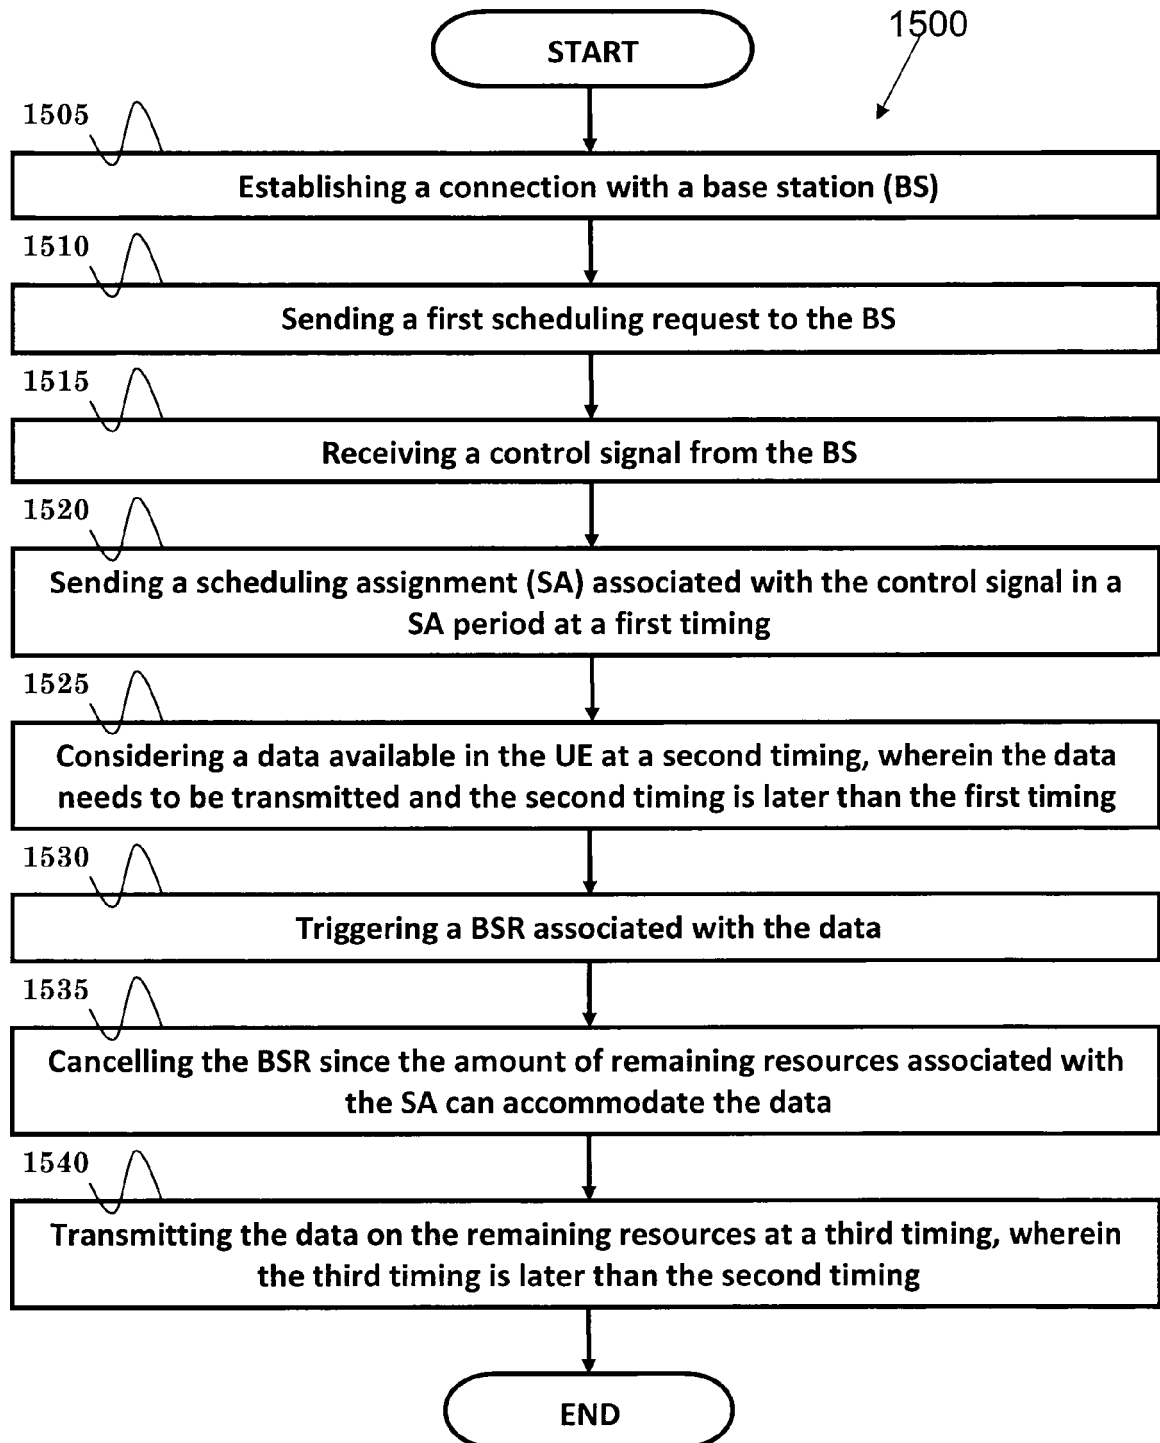 START
1500
1505
Establishing a connection with a base station (BS)
1510
Sending a first scheduling request to the BS
1515
Receiving a control signal from the BS
1520
Sending a scheduling assignment (SA) associated with the control signal in a
SA period at a first timing
1525
Considering a data available in the UE at a second timing, wherein the data
needs to be transmitted and the second timing is later than the first timing
1530
Triggering a BSR associated with the data
1535
Cancelling the BSR since the amount of remaining resources associated with
the SA can accommodate the data
1540
Transmitting the data on the remaining resources at a third timing, wherein
the third timing is later than the second timing
END